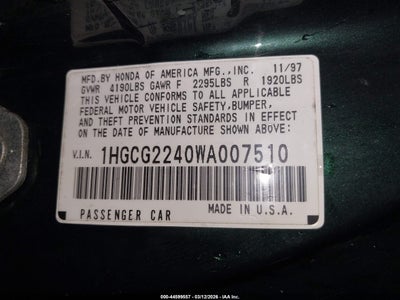 MFD.BY HONDA OF AMERICA MFG.,INC. 11/97
GVWR 4190LBS GAWR F 2295LBS R 1920LBS
THIS VEHICLE CONFORMS TO ALL APPLICABLE
FEDERAL MOTOR VEHICLE SAFETY,BUMPER,
AND THEFT PREVENTION STANDARDS IN EFFECT
ON THE DATE OF MANUFACTURE SHOWN ABOVE:
V.I.N. 1HGCG2240WA007510
PASSENGER CAR MADE IN U.S.A.
000-44599557 - 03/12/2026 - IAA Inc.